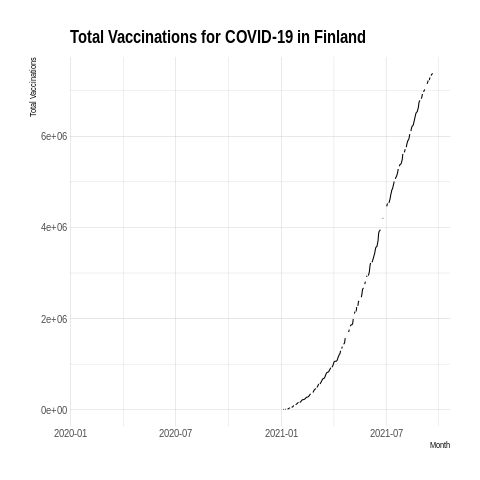 Total Vaccinations for COVID-19 in Finland
Total Vaccinations
6e+06
4e+06
2e+06
0e+00
2020-01 2020-07 2021-01 2021-07
Month